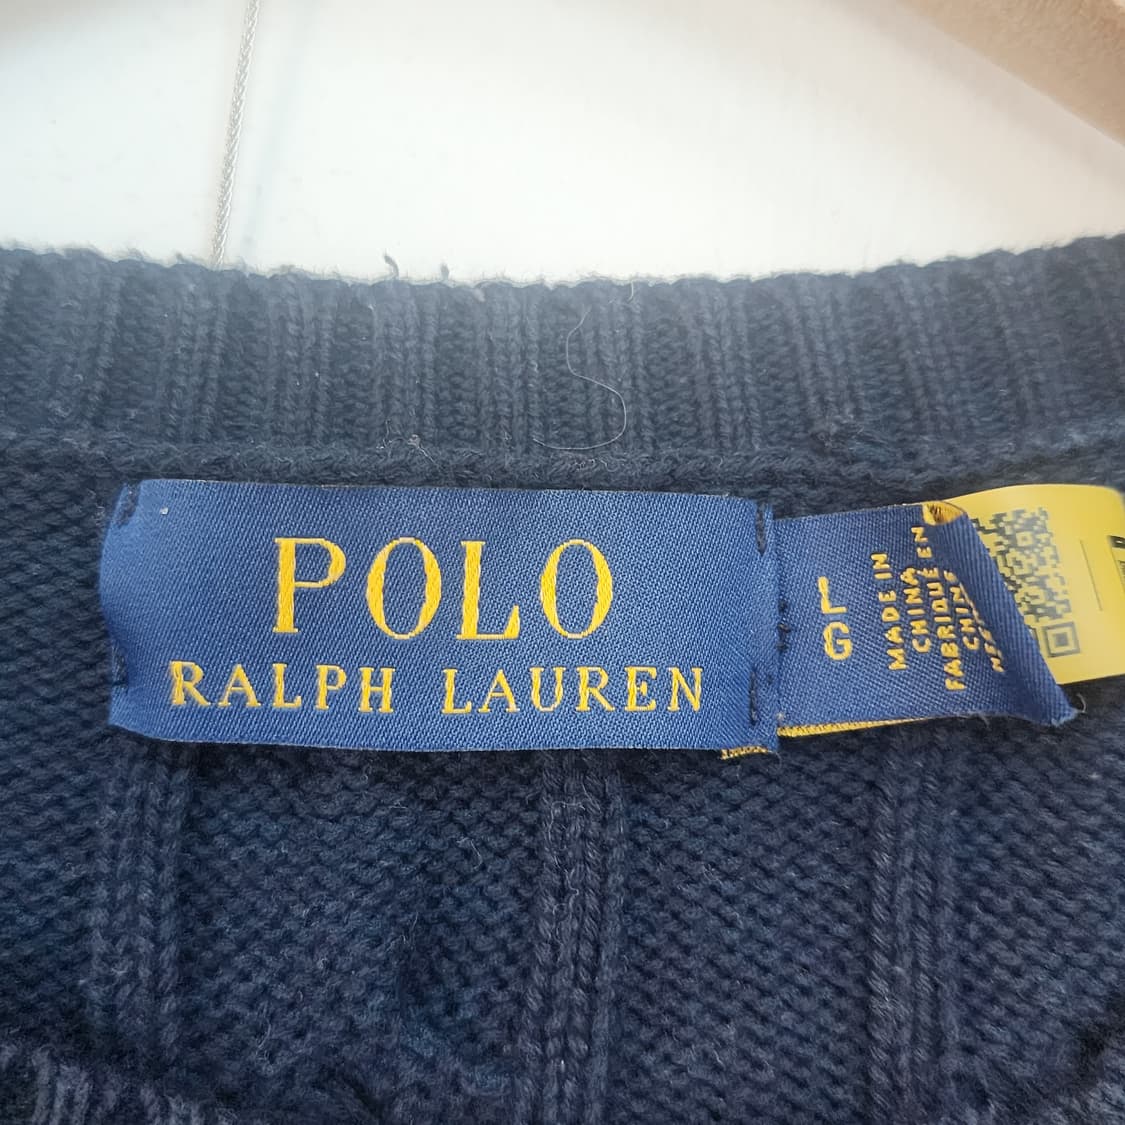 POLO
RALPH LAUREN
L
G
MADE IN
CHINA
FABRIQUÉ EN
CHINE